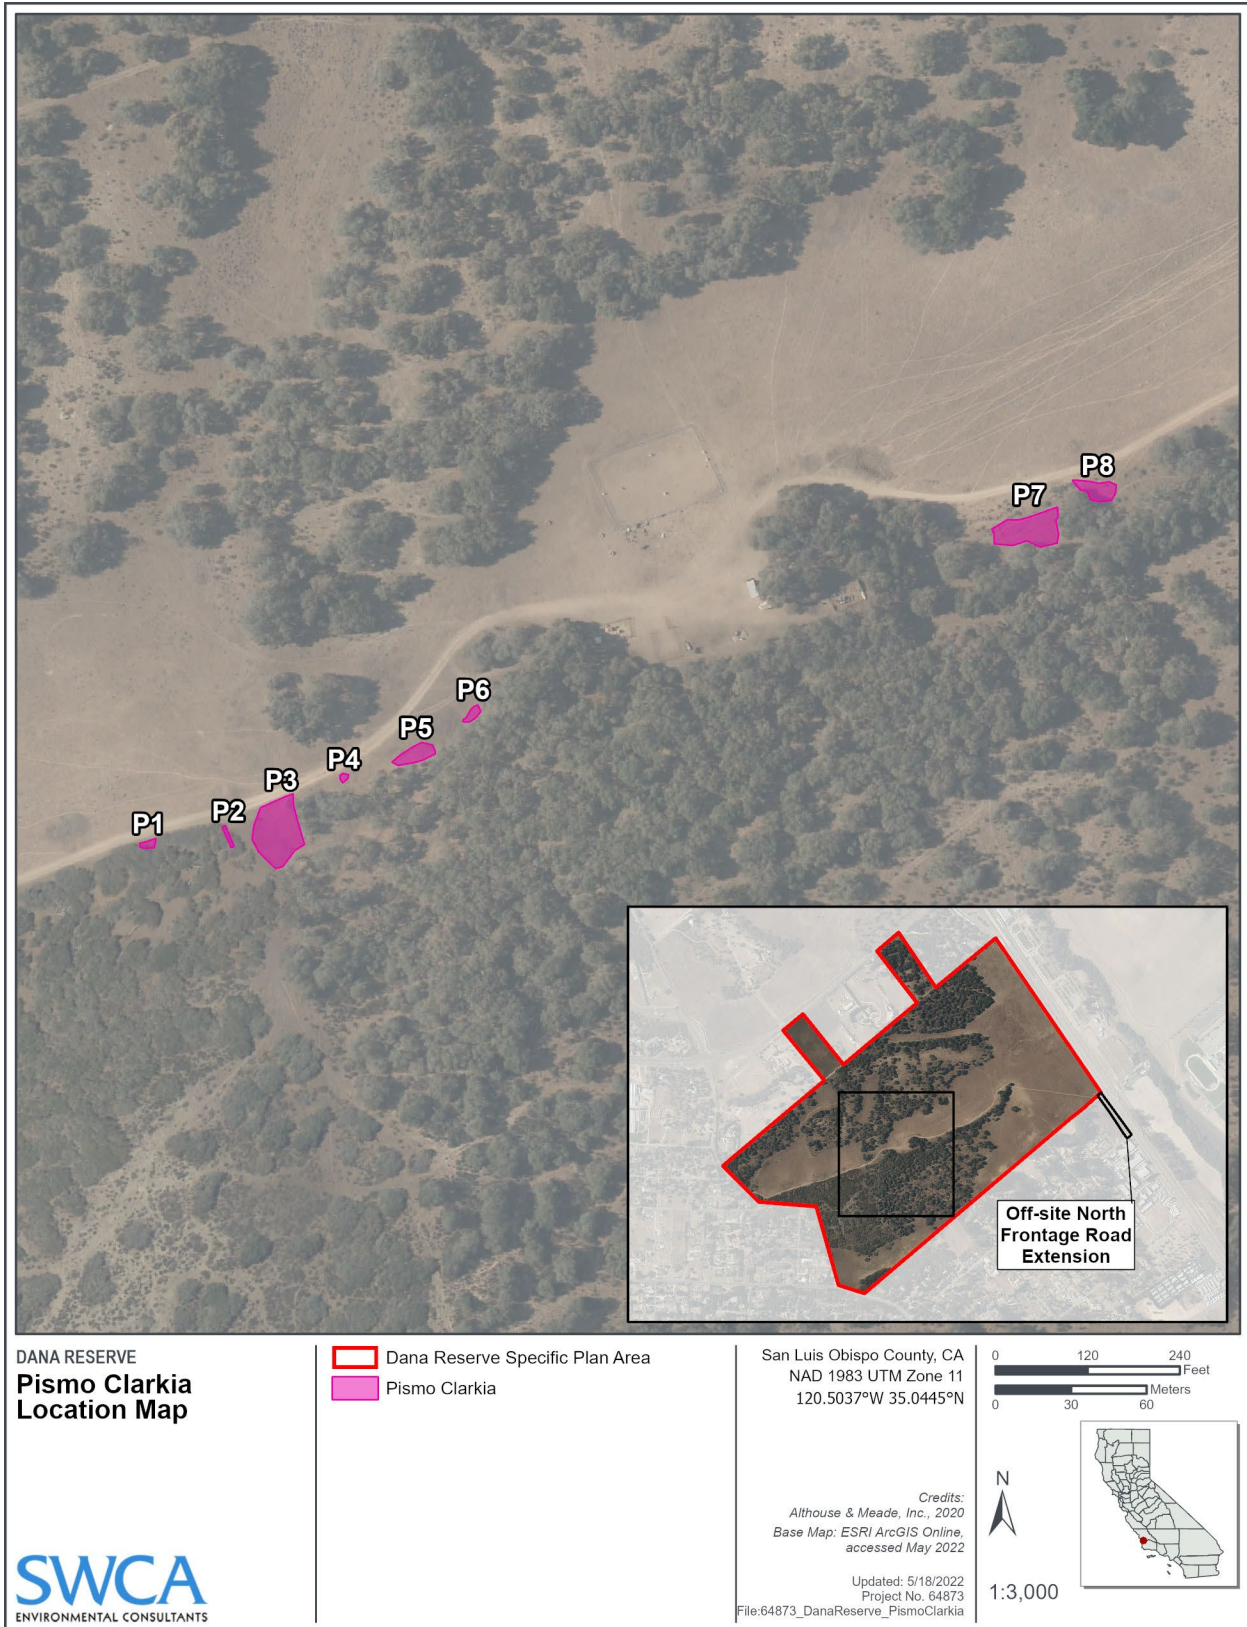 P8
P7
P6
P5
P4
P3
P2
P1
Off-site North
Frontage Road
Extension
DANA RESERVE
Pismo Clarkia
Location Map
Dana Reserve Specific Plan Area
Pismo Clarkia
San Luis Obispo County, CA
NAD 1983 UTM Zone 11
120.5037°W 35.0445°N
Credits:
Althouse & Meade, Inc., 2020
Base Map: ESRI ArcGIS Online,
accessed May 2022
Updated: 5/18/2022
Project No. 64873
File:64873_DanaReserve_PismoClarkia
0 120 240
Feet
Meters
0 30 60
N
1:3,000
SWCA
ENVIRONMENTAL CONSULTANTS